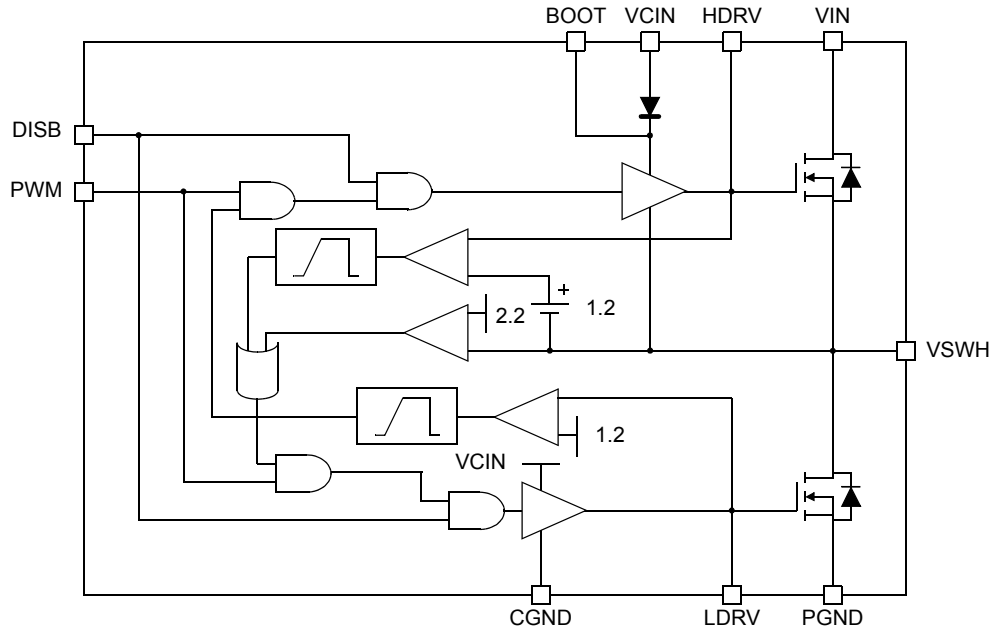 BOOT VCIN HDRV VIN
DISB
PWM
+
2.2
1.2
VSWH
1.2
VCIN
CGND LDRV PGND